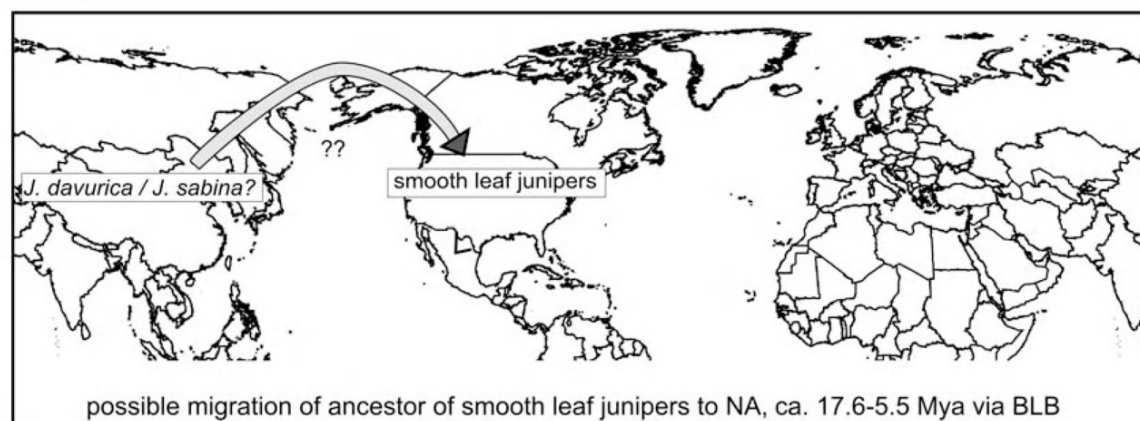 ??
J. davurica / J. sabina?
smooth leaf junipers
possible migration of ancestor of smooth leaf junipers to NA, ca. 17.6-5.5 Mya via BLB